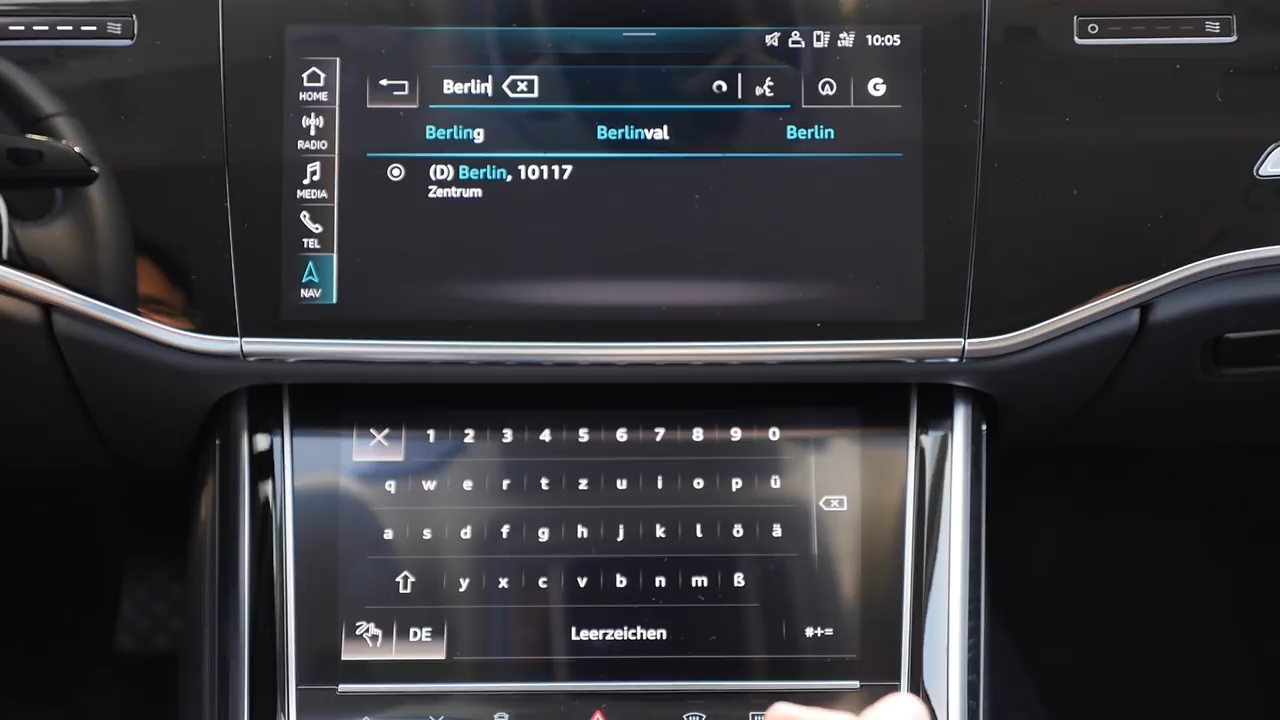 10:05
HOME
Berlin
G
RADIO
Berling Berlinval Berlin
MEDIA
(D) Berlin, 10117
Zentrum
TEL
NAV
1 2 3 4 5 6 7 8 9 0
q w e r t z u i o p ü
a s d f g h j k l ö ä
y x c v b n m ß
DE Leerzeichen #+=